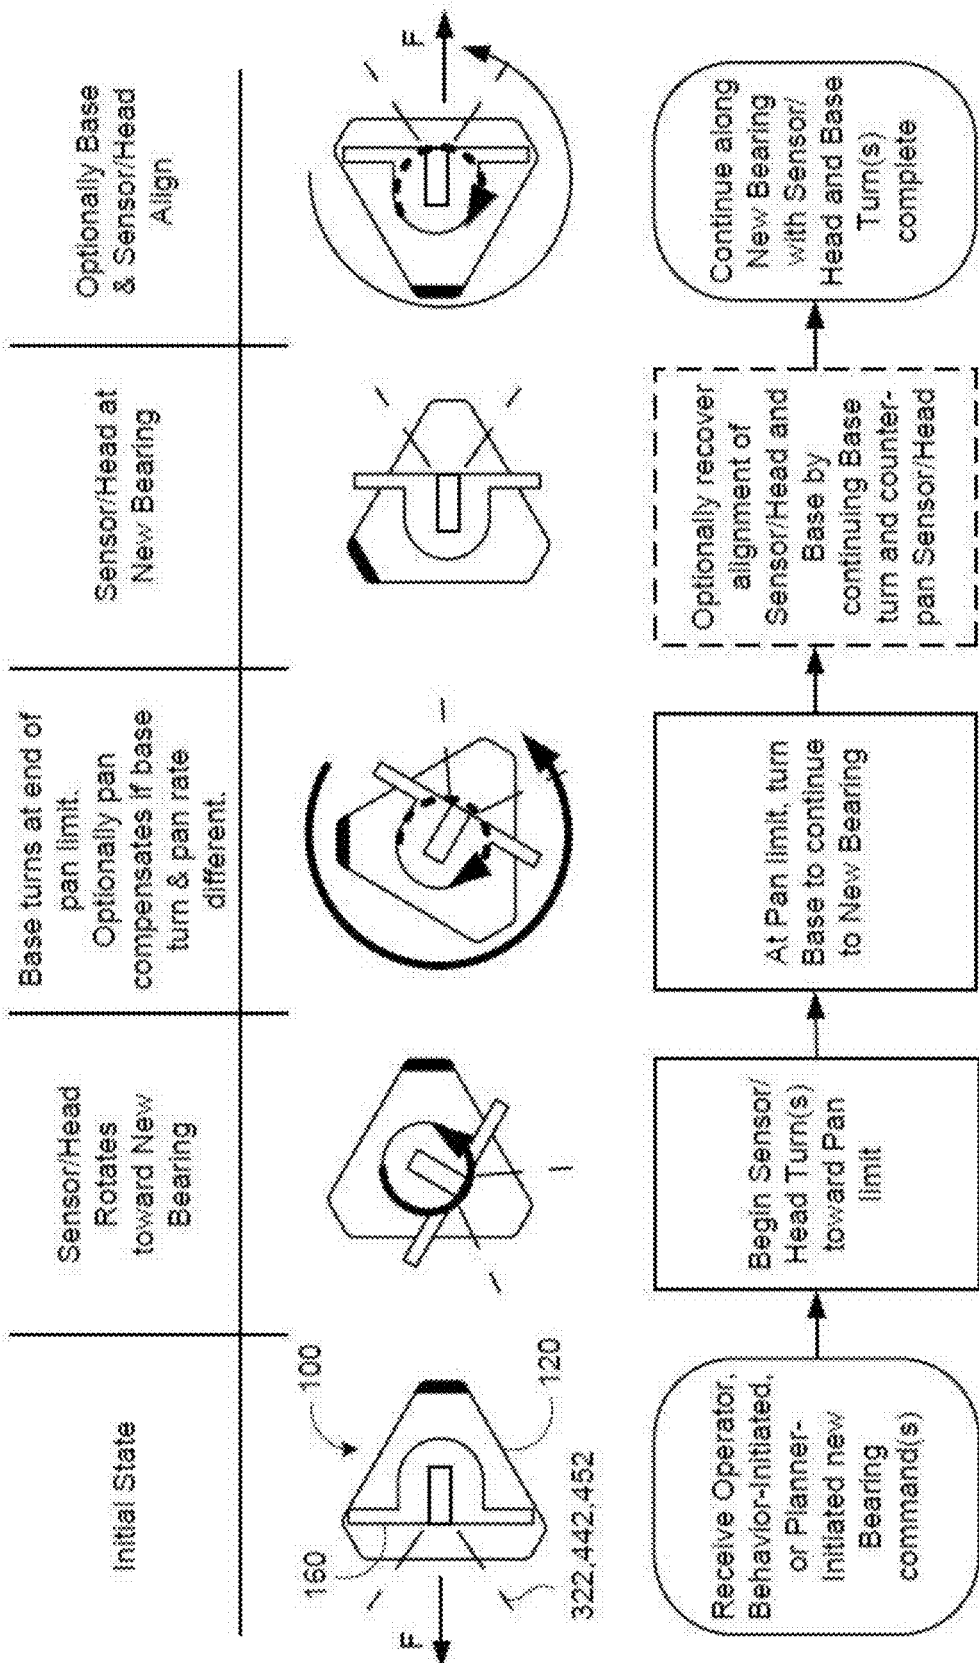 Initial State
Sensor/Head
Rotates
toward New
Bearing
Base turns at end of
pan limit.
Optionally pan
compensates if base
turn & pan rate
different.
Sensor/Head at
New Bearing
Optionally Base
& Sensor/Head
Align
F
160
100
120
322,442,452
F
Receive Operator,
Behavior-Initiated,
or Planner-
Initiated new
Bearing
command(s)
Begin Sensor/
Head Turn(s)
toward Pan
limit
At Pan limit, turn
Base to continue
to New Bearing
Optionally recover
alignment of
Sensor/Head and
Base by
continuing Base
turn and counter-
pan Sensor/Head
Continue along
New Bearing
with Sensor/
Head and Base
Turn(s)
complete